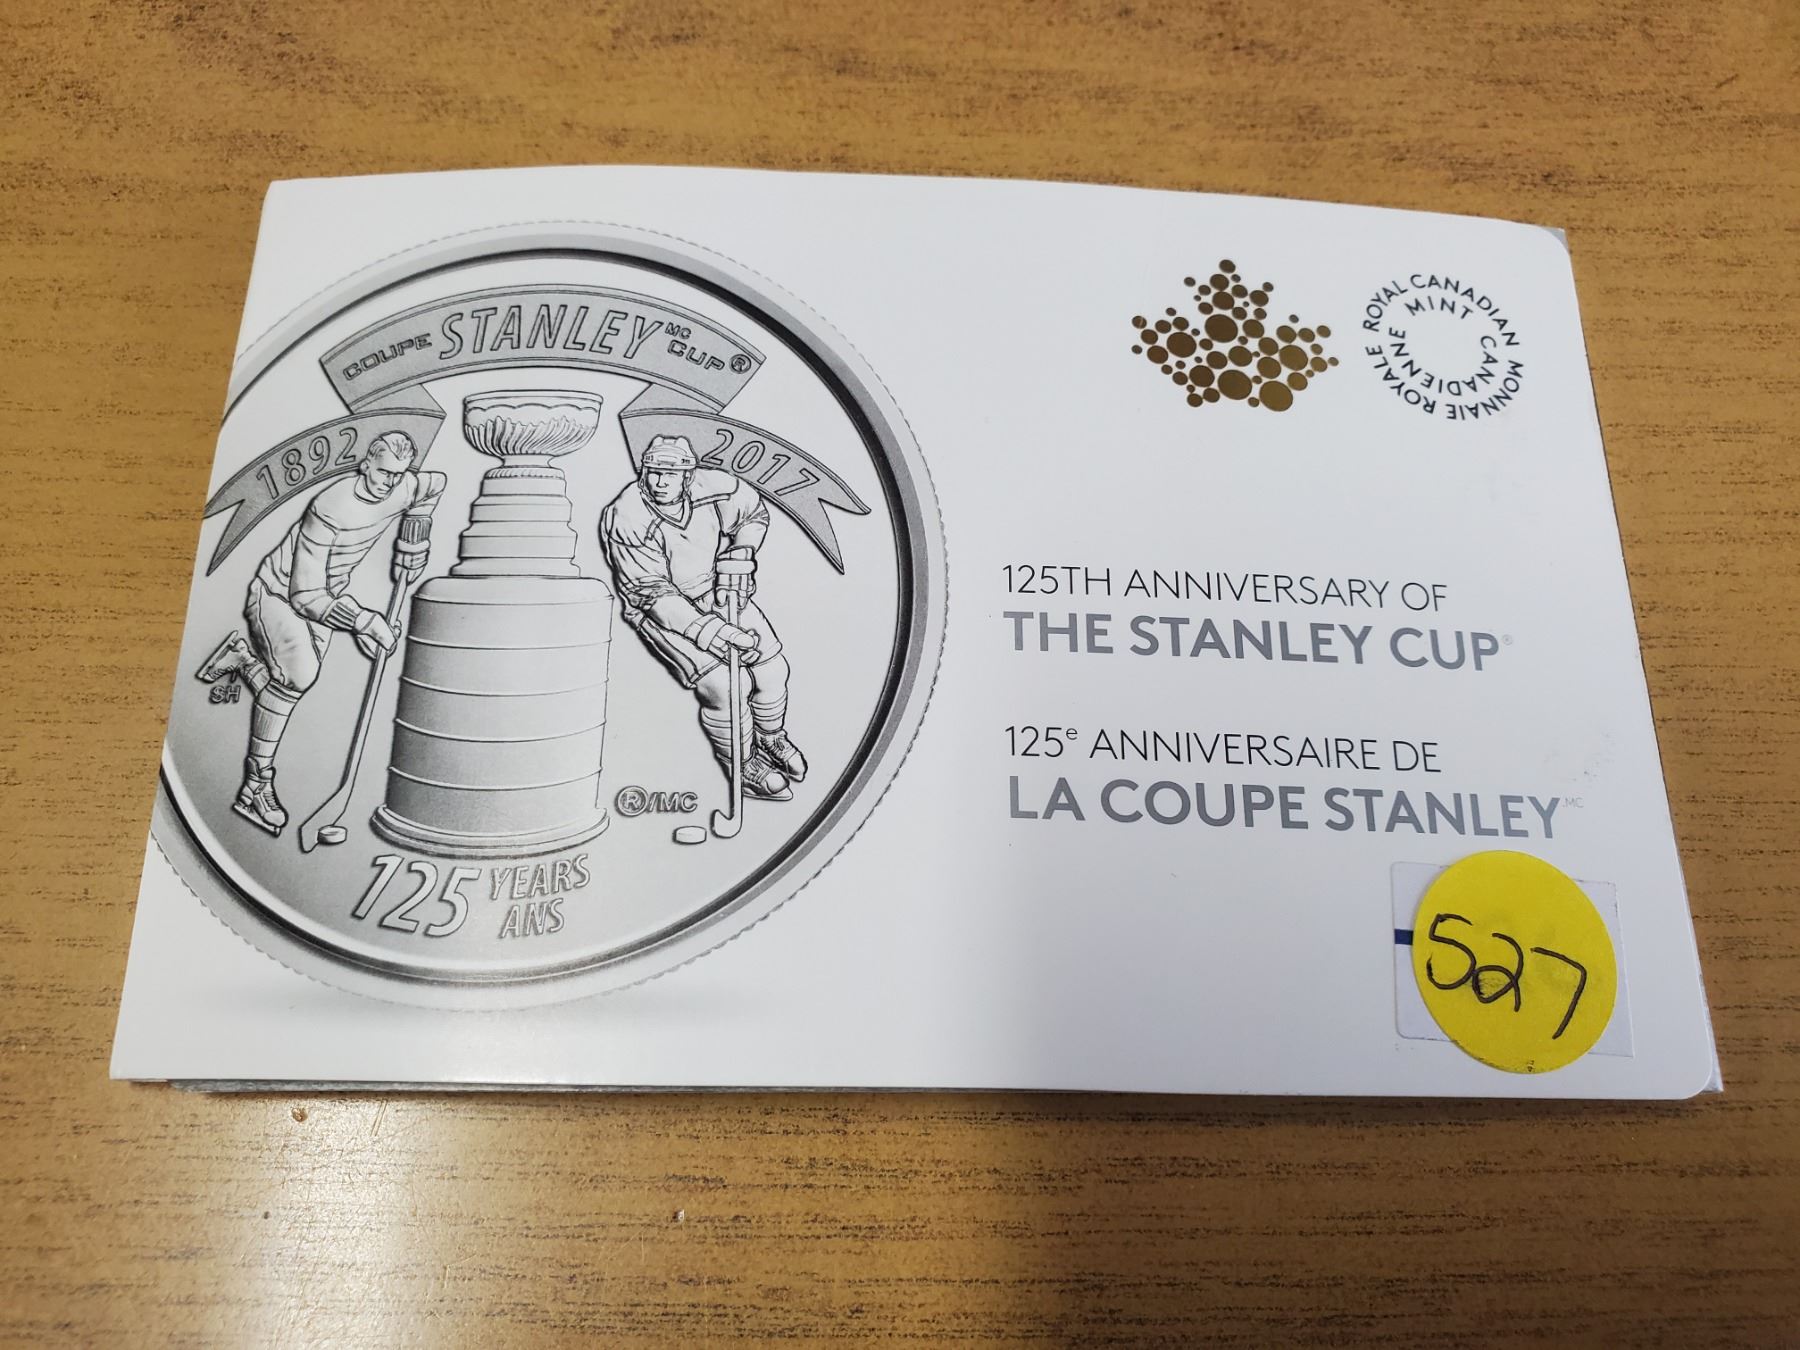 COUPE STANLEY MC CUP®
1892
2017
SH
®/MC
125 YEARS
ANS
ROYAL CANADIAN MINT
MONNAIE ROYALE CANADIENNE
125TH ANNIVERSARY OF
THE STANLEY CUP®
125e ANNIVERSAIRE DE
LA COUPE STANLEY MC
527